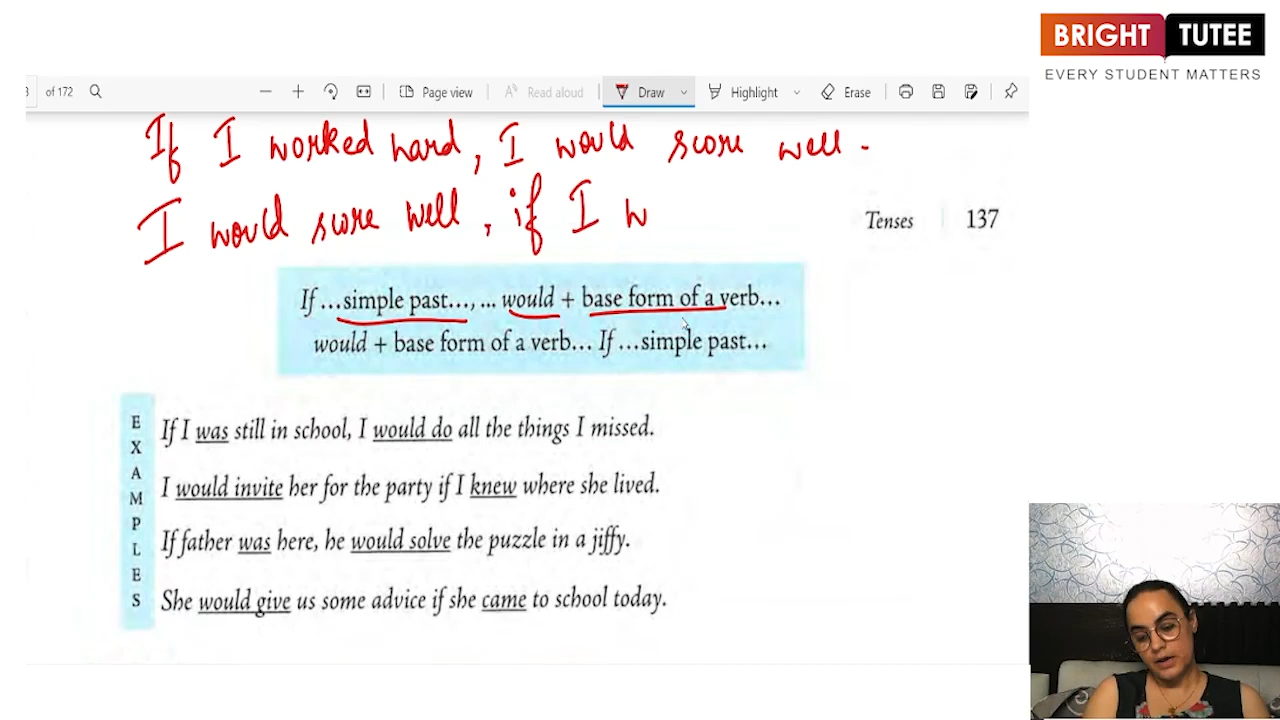 BRIGHT TUTEE
EVERY STUDENT MATTERS
of 172
Page view
Read aloud
Draw
Highlight
Erase
If I worked hard, I would score well.
I would score well, if I w
Tenses 137
If ...simple past..., ... would + base form of a verb...
would + base form of a verb... If ...simple past...
EXAMPLES
If I was still in school, I would do all the things I missed.
I would invite her for the party if I knew where she lived.
If father was here, he would solve the puzzle in a jiffy.
She would give us some advice if she came to school today.